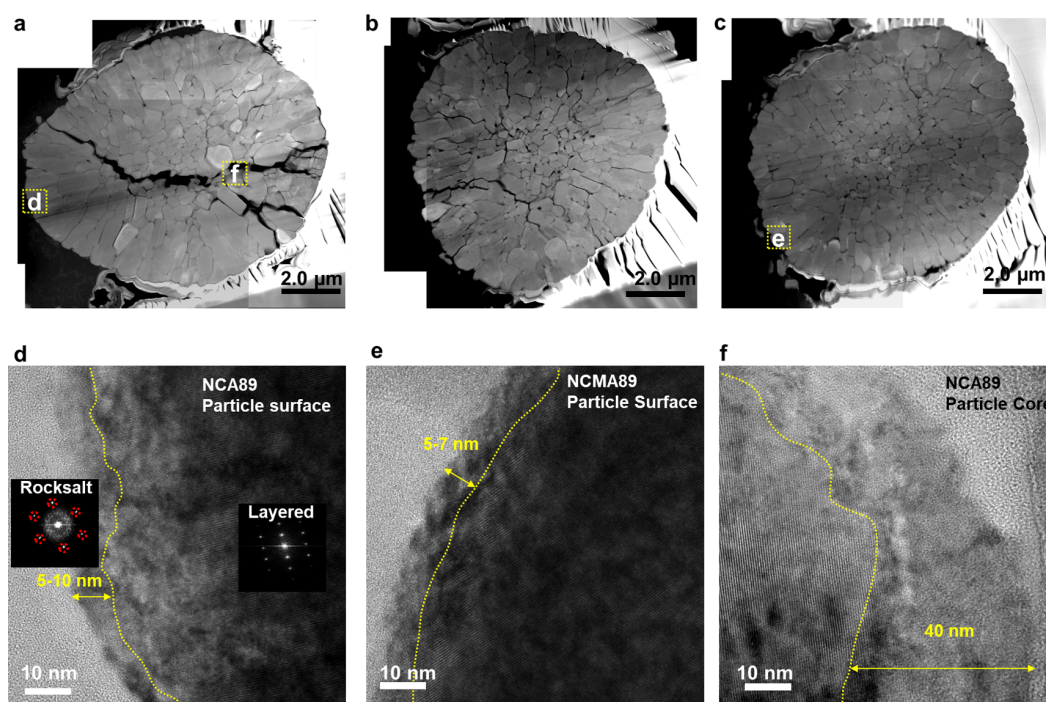 a
b
c
d
f
e
2.0 µm
2.0 µm
2.0 µm
d
e
f
NCA89
Particle surface
NCMA89
Particle Surface
NCA89
Particle Core
5-7 nm
Rocksalt
Layered
5-10 nm
40 nm
10 nm
10 nm
10 nm